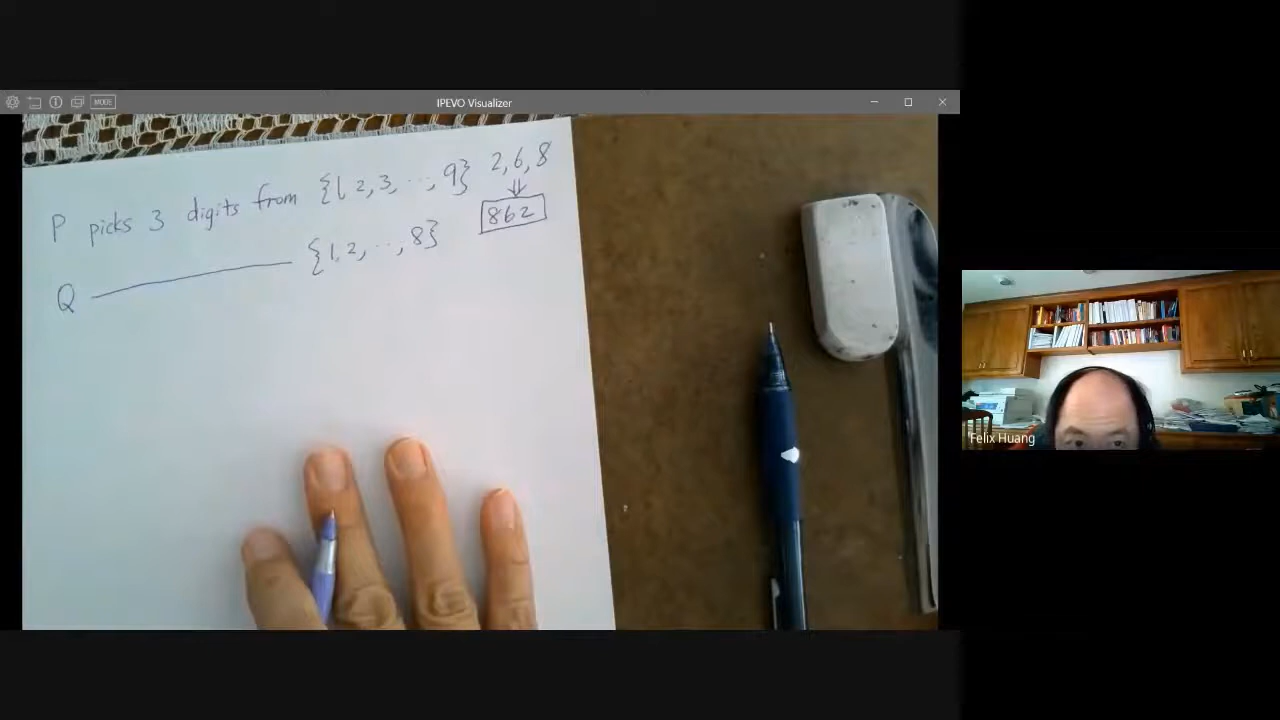 IPEVO Visualizer
MODE
P picks 3 digits from {1, 2, 3, ..., 9} 2, 6, 8
⇓
862
Q ———— {1, 2, ..., 8}
Felix Huang